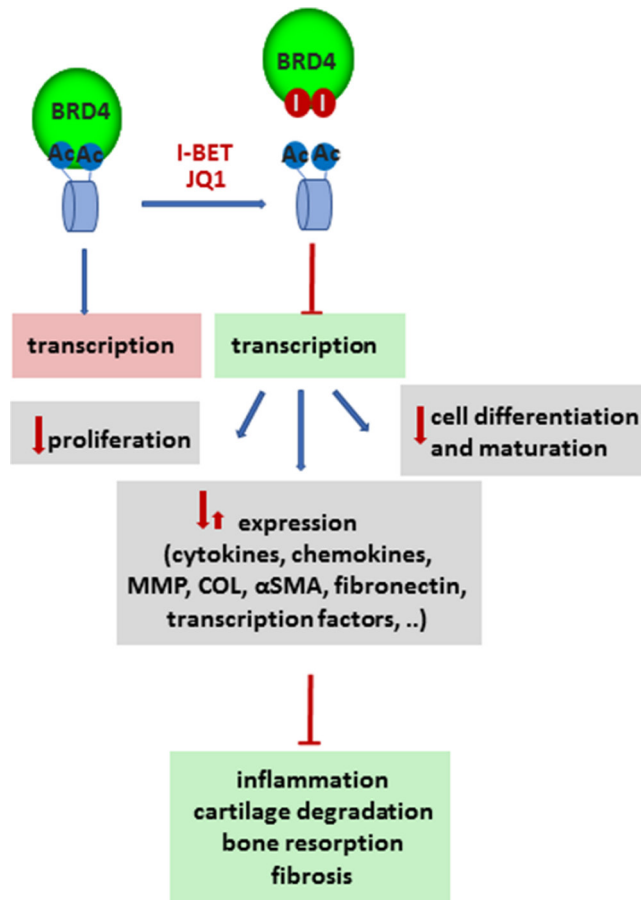 BRD4
Ac Ac
I-BET
JQ1
BRD4
I I
Ac Ac
transcription
transcription
proliferation
cell differentiation
and maturation
expression
(cytokines, chemokines,
MMP, COL, αSMA, fibronectin,
transcription factors, ..)
inflammation
cartilage degradation
bone resorption
fibrosis